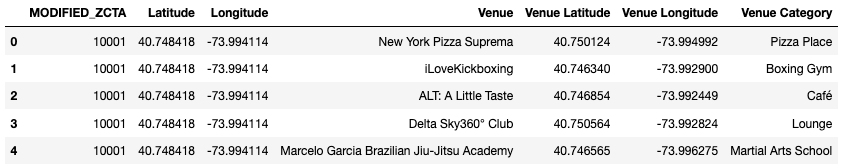 MODIFIED_ZCTA Latitude Longitude Venue Venue Latitude Venue Longitude Venue Category
0 10001 40.748418 -73.994114 New York Pizza Suprema 40.750124 -73.994992 Pizza Place
1 10001 40.748418 -73.994114 iLoveKickboxing 40.746340 -73.992900 Boxing Gym
2 10001 40.748418 -73.994114 ALT: A Little Taste 40.746854 -73.992449 Café
3 10001 40.748418 -73.994114 Delta Sky360° Club 40.750564 -73.992824 Lounge
4 10001 40.748418 -73.994114 Marcelo Garcia Brazilian Jiu-Jitsu Academy 40.746565 -73.996275 Martial Arts School